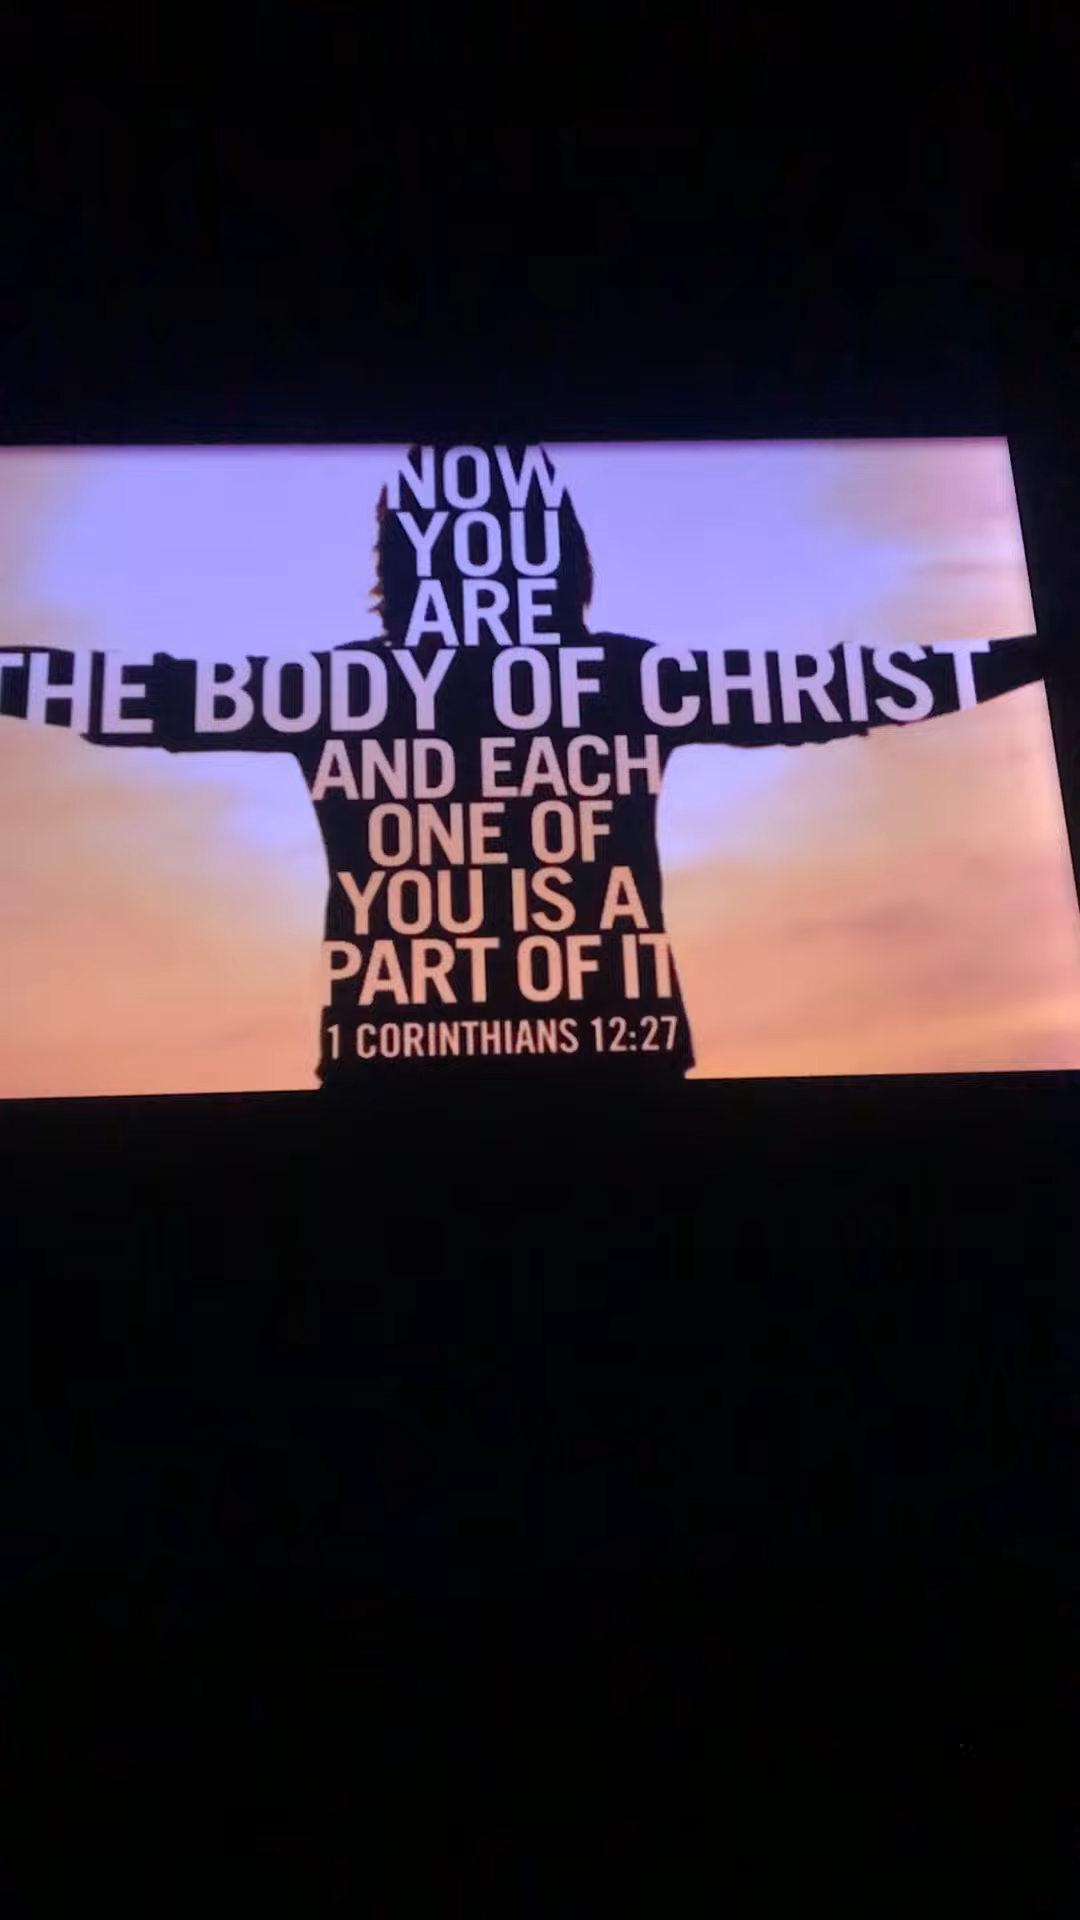 NOW
YOU
ARE
THE BODY OF CHRIST
AND EACH
ONE OF
YOU IS A
PART OF IT
1 CORINTHIANS 12:27